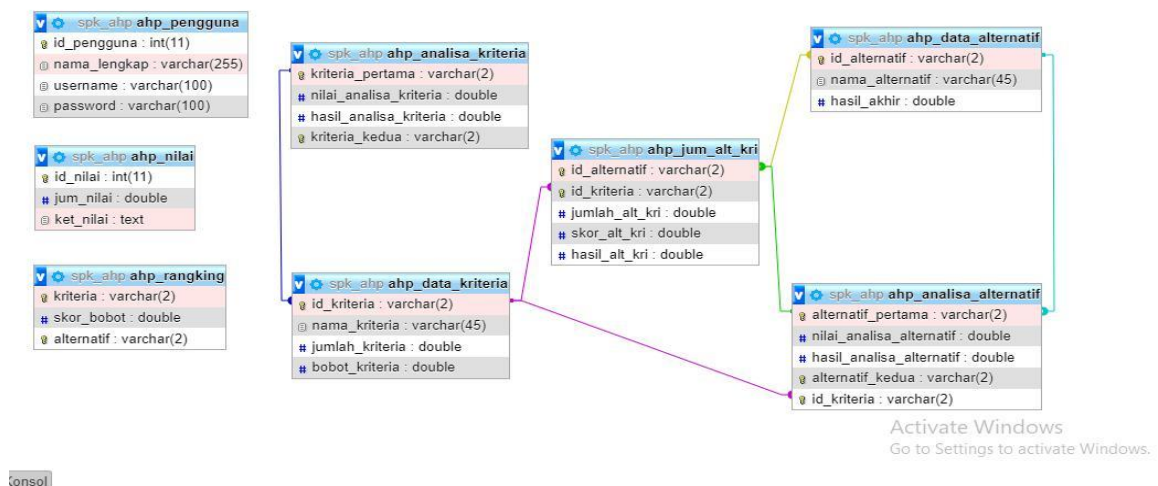 spk_ahp ahp_pengguna
id_pengguna : int(11)
nama_lengkap : varchar(255)
username : varchar(100)
password : varchar(100)
spk_ahp ahp_nilai
id_nilai : int(11)
jum_nilai : double
ket_nilai : text
spk_ahp ahp_rangking
kriteria : varchar(2)
skor_bobot : double
alternatif : varchar(2)
spk_ahp ahp_analisa_kriteria
kriteria_pertama : varchar(2)
nilai_analisa_kriteria : double
hasil_analisa_kriteria : double
kriteria_kedua : varchar(2)
spk_ahp ahp_data_kriteria
id_kriteria : varchar(2)
nama_kriteria : varchar(45)
jumlah_kriteria : double
bobot_kriteria : double
spk_ahp ahp_jum_alt_kri
id_alternatif : varchar(2)
id_kriteria : varchar(2)
jumlah_alt_kri : double
skor_alt_kri : double
hasil_alt_kri : double
spk_ahp ahp_data_alternatif
id_alternatif : varchar(2)
nama_alternatif : varchar(45)
hasil_akhir : double
spk_ahp ahp_analisa_alternatif
alternatif_pertama : varchar(2)
nilai_analisa_alternatif : double
hasil_analisa_alternatif : double
alternatif_kedua : varchar(2)
id_kriteria : varchar(2)
Activate Windows
Go to Settings to activate Windows.
Konsol